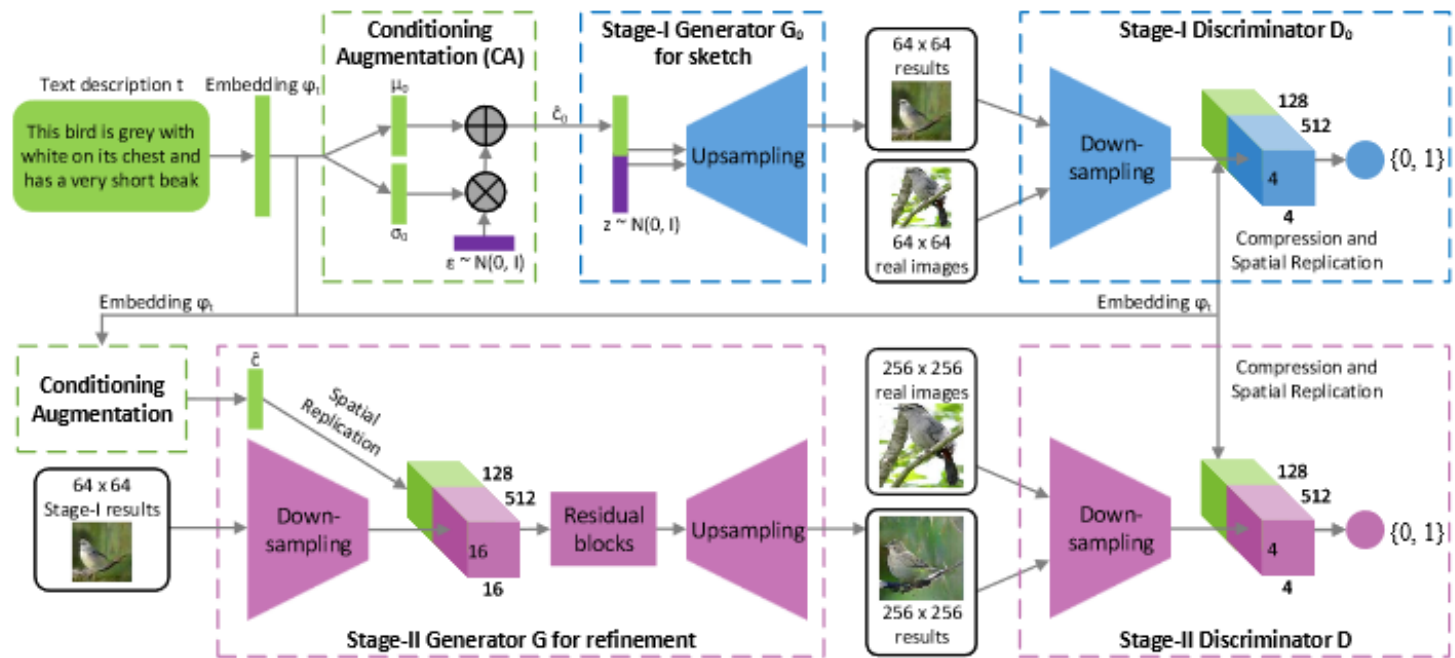 Conditioning
Augmentation (CA)
Stage-I Generator G₀
for sketch
Stage-I Discriminator D₀
Text description t
Embedding φₜ
This bird is grey with
white on its chest and
has a very short beak
μ₀
σ₀
ε ~ N(0, I)
ĉ₀
z ~ N(0, I)
Upsampling
64 x 64
results
64 x 64
real images
Down-
sampling
128
512
4
4
{0, 1}
Compression and
Spatial Replication
Embedding φₜ
Embedding φₜ
Conditioning
Augmentation
ĉ
Spatial
Replication
64 x 64
Stage-I results
Down-
sampling
128
512
16
16
Residual
blocks
Upsampling
Stage-II Generator G for refinement
256 x 256
real images
256 x 256
results
Compression and
Spatial Replication
Down-
sampling
128
512
4
4
{0, 1}
Stage-II Discriminator D